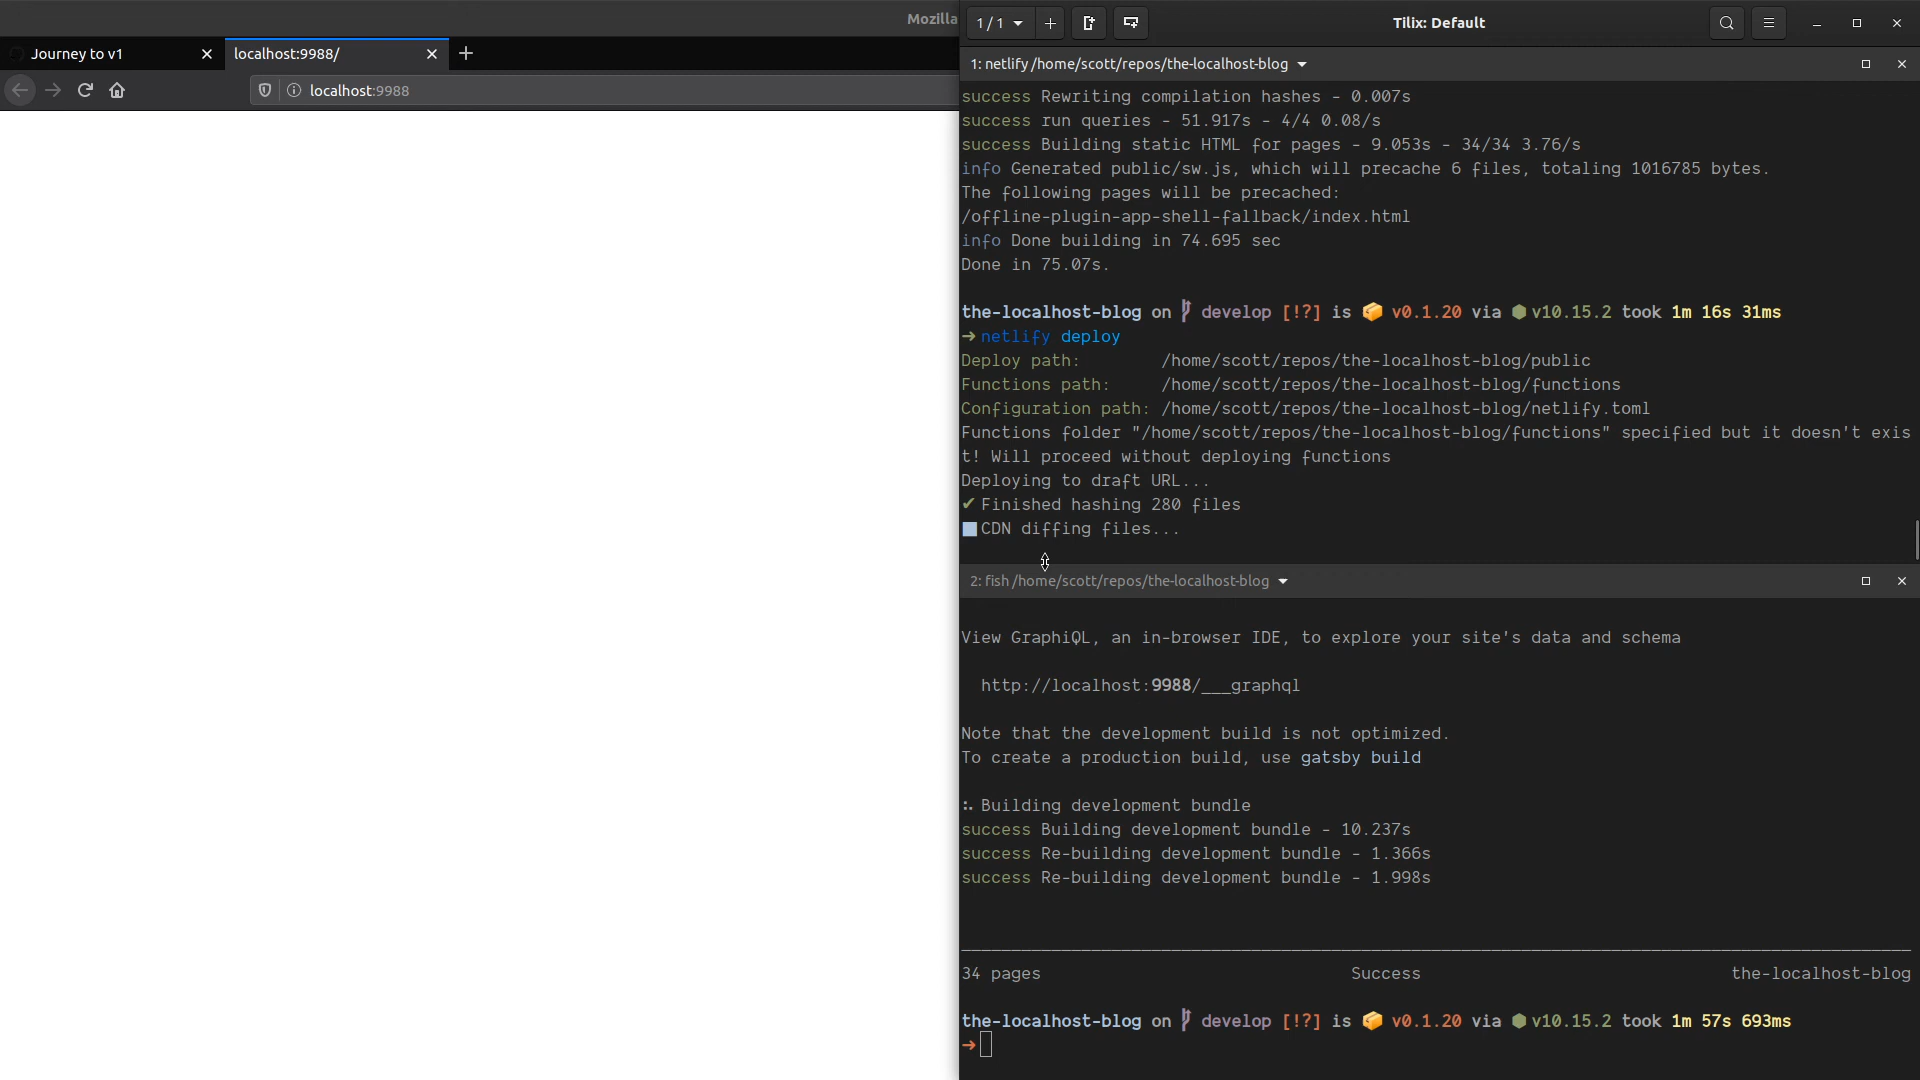 Mozilla
Journey to v1
localhost:9988/
localhost:9988
1 / 1
Tilix: Default
1: netlify /home/scott/repos/the-localhost-blog
success Rewriting compilation hashes - 0.007s
success run queries - 51.917s - 4/4 0.08/s
success Building static HTML for pages - 9.053s - 34/34 3.76/s
info Generated public/sw.js, which will precache 6 files, totaling 1016785 bytes.
The following pages will be precached:
/offline-plugin-app-shell-fallback/index.html
info Done building in 74.695 sec
Done in 75.07s.
the-localhost-blog on develop [!?] is 📦 v0.1.20 via ⬢ v10.15.2 took 1m 16s 31ms
➜ netlify deploy
Deploy path: /home/scott/repos/the-localhost-blog/public
Functions path: /home/scott/repos/the-localhost-blog/functions
Configuration path: /home/scott/repos/the-localhost-blog/netlify.toml
Functions folder "/home/scott/repos/the-localhost-blog/functions" specified but it doesn't exis
t! Will proceed without deploying functions
Deploying to draft URL...
✔ Finished hashing 280 files
CDN diffing files...
2: fish /home/scott/repos/the-localhost-blog
View GraphiQL, an in-browser IDE, to explore your site's data and schema
http://localhost:9988/___graphql
Note that the development build is not optimized.
To create a production build, use gatsby build
⠦ Building development bundle
success Building development bundle - 10.237s
success Re-building development bundle - 1.366s
success Re-building development bundle - 1.998s
34 pages Success the-localhost-blog
the-localhost-blog on develop [!?] is 📦 v0.1.20 via ⬢ v10.15.2 took 1m 57s 693ms
➜